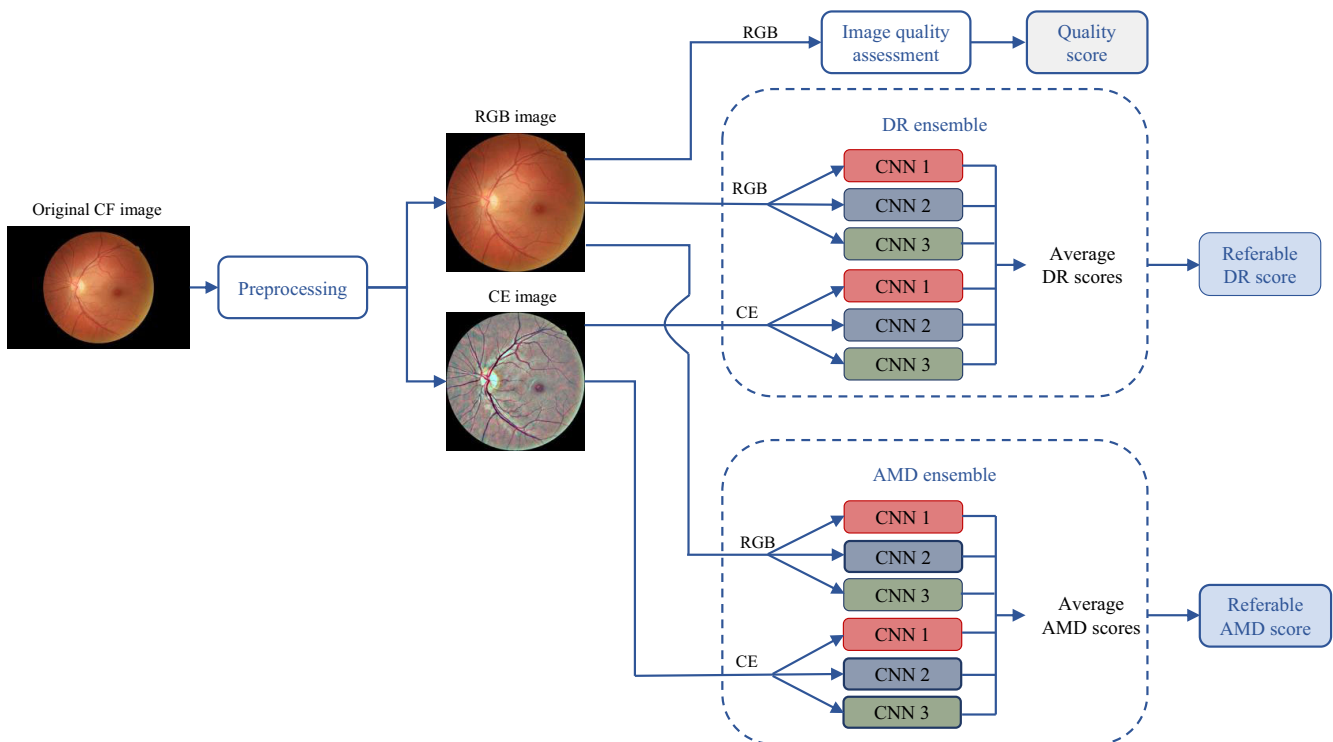 RGB
Image quality
assessment
Quality
score
RGB image
Original CF image
Preprocessing
CE image
DR ensemble
RGB
CNN 1
CNN 2
CNN 3
CE
CNN 1
CNN 2
CNN 3
Average
DR scores
Referable
DR score
AMD ensemble
RGB
CNN 1
CNN 2
CNN 3
CE
CNN 1
CNN 2
CNN 3
Average
AMD scores
Referable
AMD score